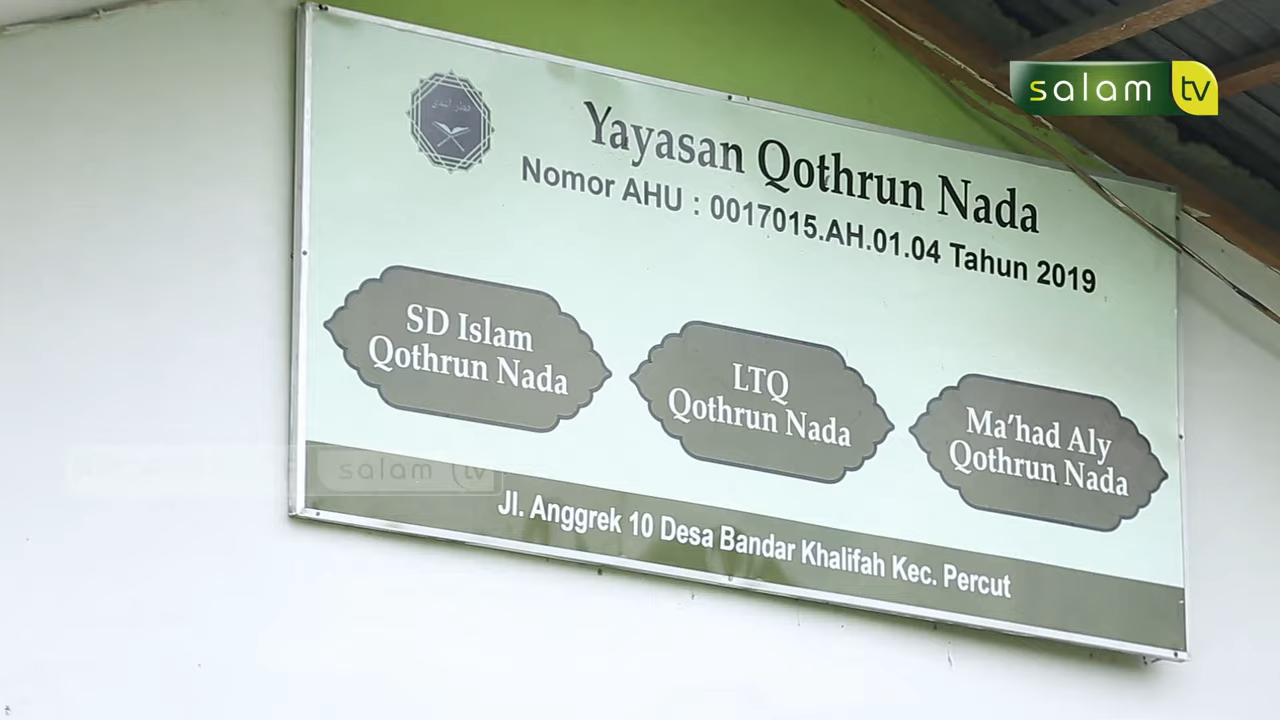 salam tv
Yayasan Qothrun Nada
Nomor AHU : 0017015.AH.01.04 Tahun 2019
SD Islam
Qothrun Nada
LTQ
Qothrun Nada
Ma'had Aly
Qothrun Nada
salam tv
Jl. Anggrek 10 Desa Bandar Khalifah Kec. Percut